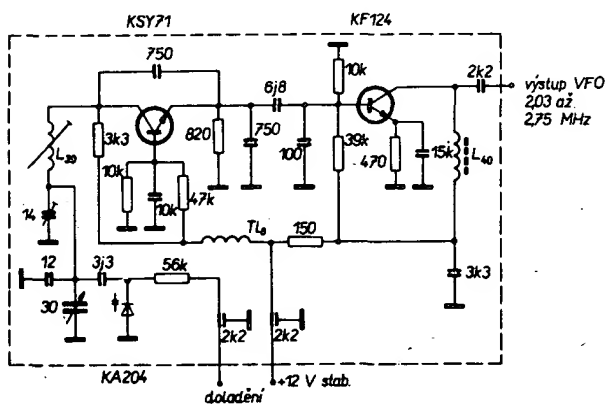 KSY71
KF124
750
6j8
10k
2k2
výstup VFO
2,03 až
2,75 MHz
L39
3k3
820
750
100
39k
470
15k
L40
10k
10k
47k
14
TL8
150
12
3j3
56k
3k3
30
2k2
2k2
KA204
doladění
+12 V stab.